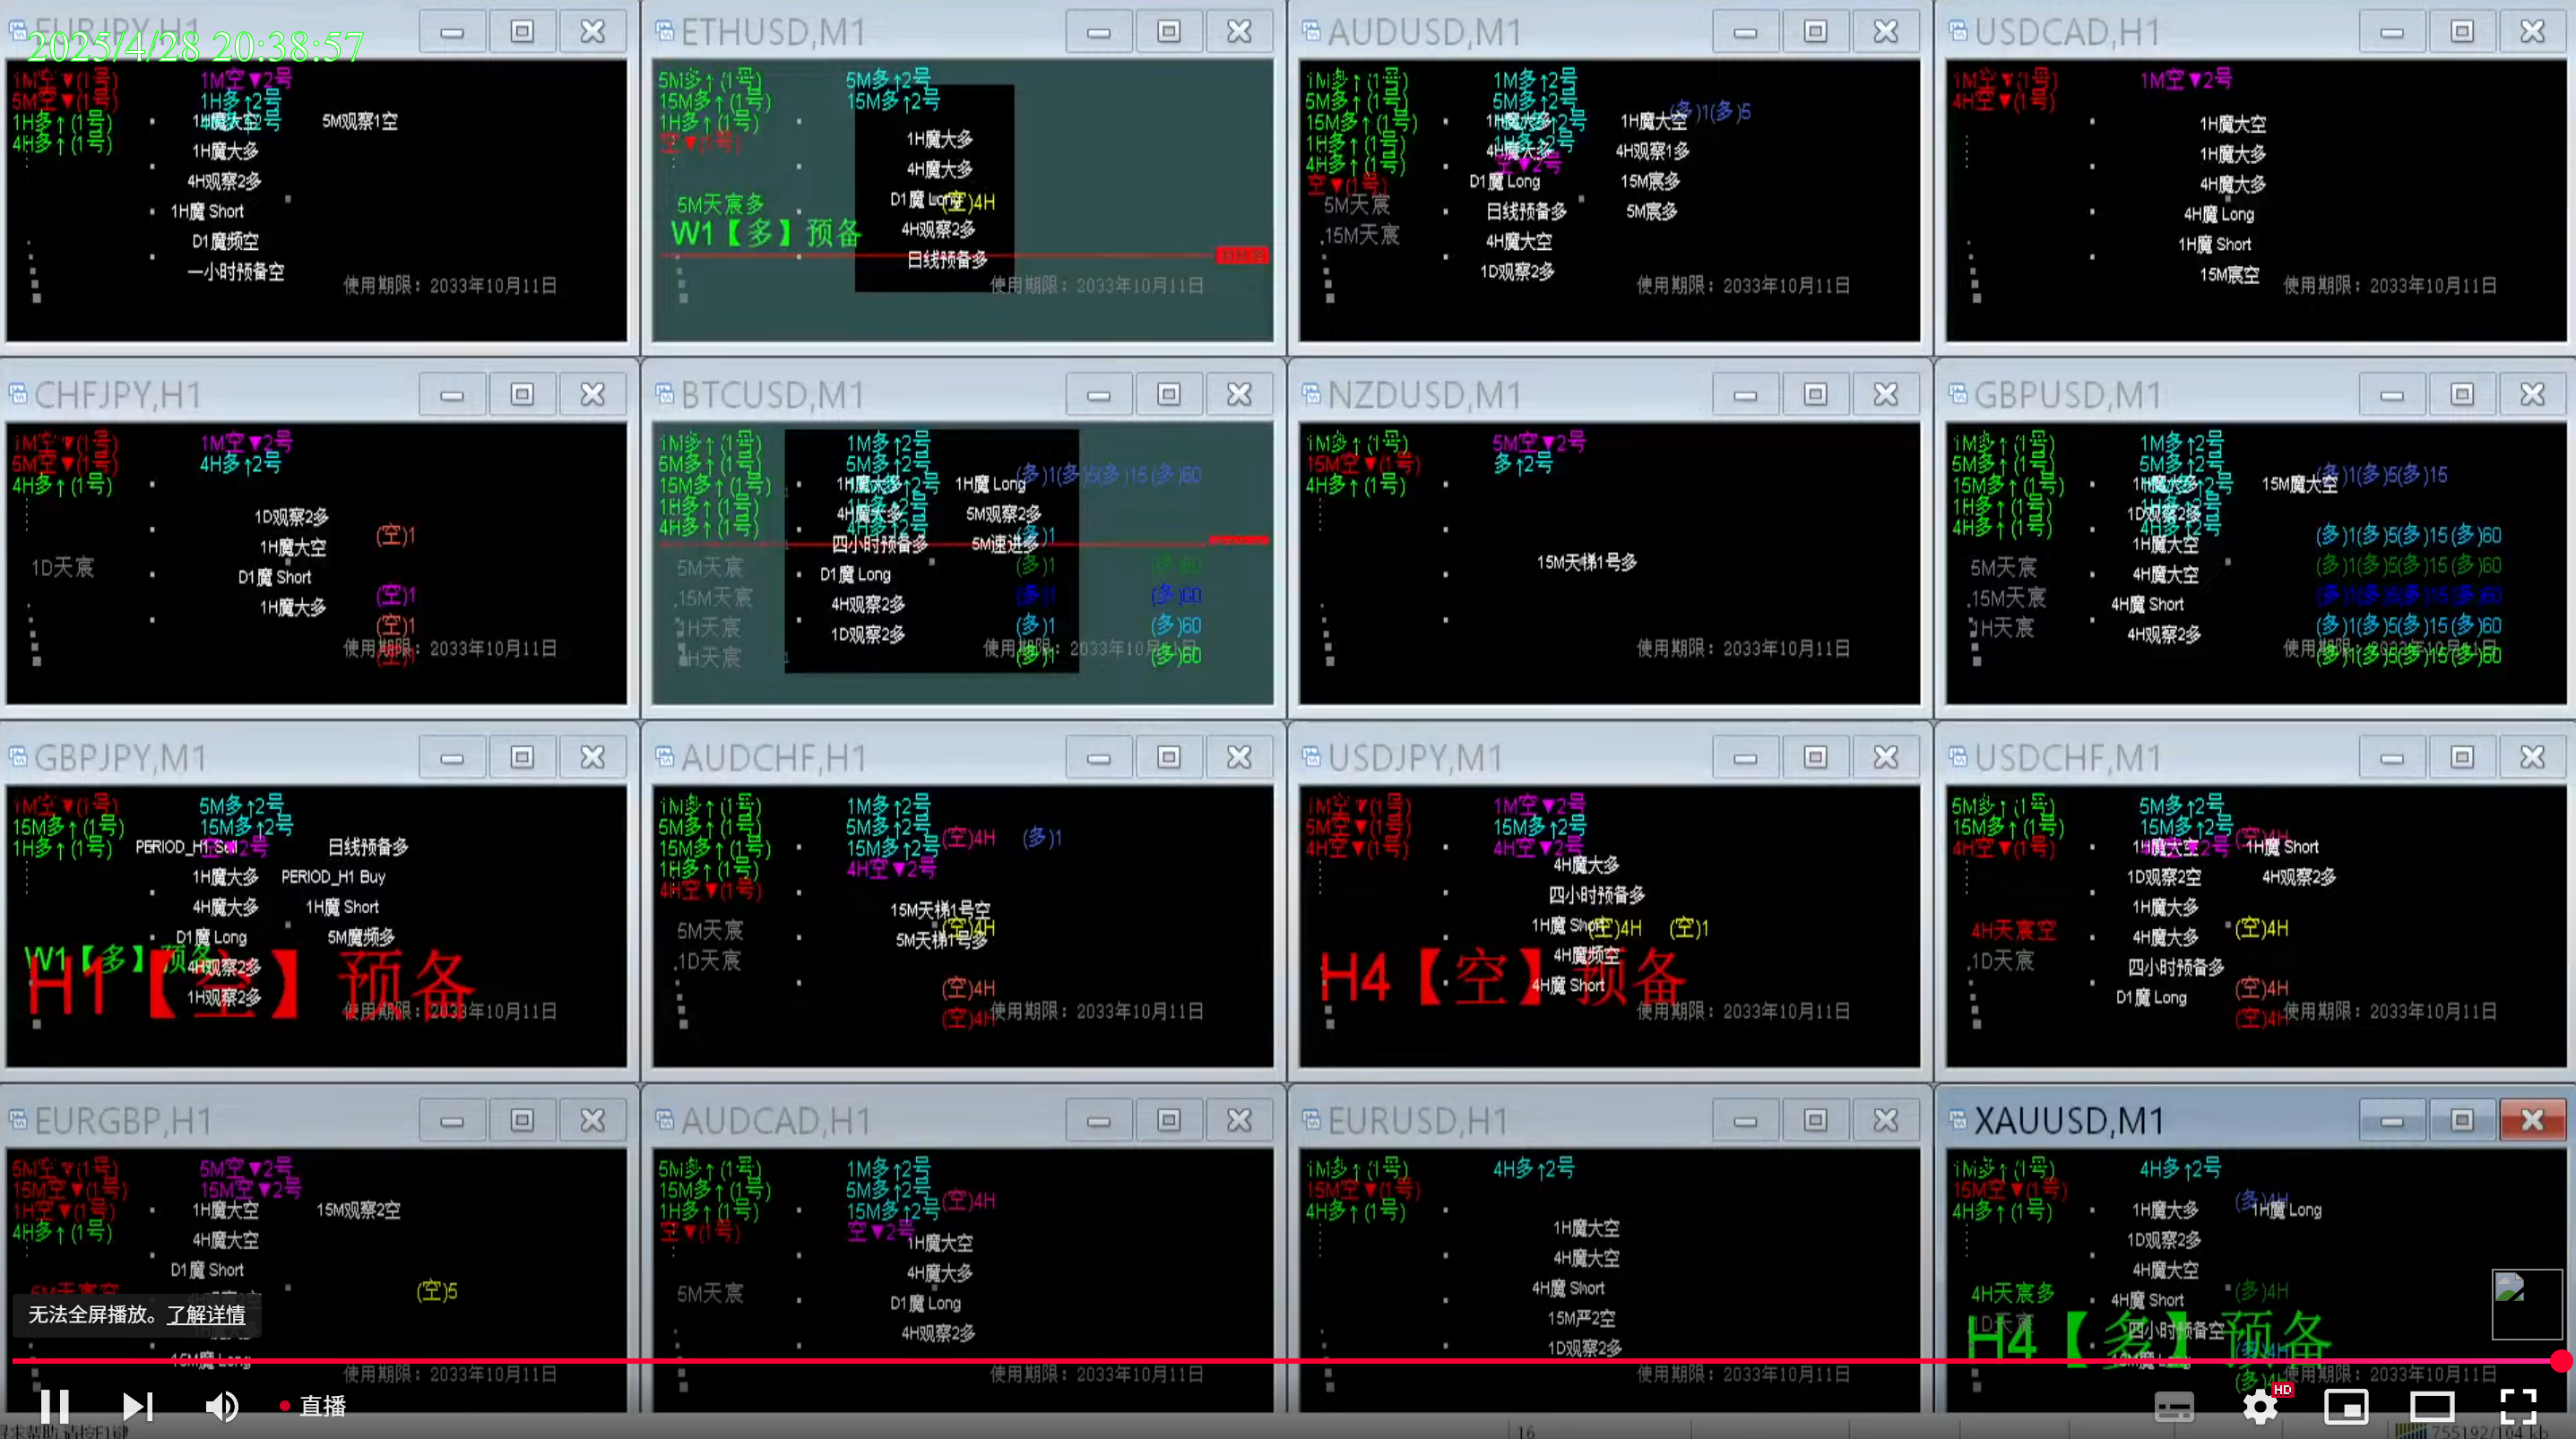 2025/4/28 20:38:57
EURJPY,H1
1M空▼(1号)
5M空▼(1号)
1H多↑(1号)
4H多↑(1号)
1M空▼2号
1H多↑2号
5M观察1空
1H魔大多
4H观察2多
1H魔 Short
D1魔频空
一小时预备空
使用期限：2033年10月11日
ETHUSD,M1
5M多↑(1号)
15M多↑(1号)
1H多↑(1号)
空▼(1号)
5M多↑2号
15M多↑2号
1H魔大多
4H魔大多
5M天宸多
D1魔 Long
(空)4H
W1【多】预备
4H观察2多
日线预备多
使用期限：2033年10月11日
AUDUSD,M1
1M多↑(1号)
5M多↑(1号)
15M多↑(1号)
1H多↑(1号)
4H多↑(1号)
空▼(1号)
1M多↑2号
5M多↑2号
空▼2号
(多)1(多)5
1H魔大空
4H魔大多
4H观察1多
D1魔 Long
15M宸多
5M天宸
日线预备多
5M宸多
.15M天宸
4H魔大空
1D观察2多
使用期限：2033年10月11日
USDCAD,H1
1M空▼(1号)
4H空▼(1号)
1M空▼2号
1H魔大空
1H魔大多
4H魔大多
4H魔 Long
1H魔 Short
15M宸空
使用期限：2033年10月11日
CHFJPY,H1
1M空▼(1号)
5M空▼(1号)
4H多↑(1号)
1M空▼2号
4H多↑2号
1D观察2多
(空)1
1H魔大空
1D天宸
D1魔 Short
(空)1
1H魔大多
(空)1
使用期限：2033年10月11日
BTCUSD,M1
1M多↑(1号)
5M多↑(1号)
15M多↑(1号)
1H多↑(1号)
4H多↑(1号)
1M多↑2号
5M多↑2号
(多)1(多)5(多)15(多)60
1H魔大多
1H魔 Long
4H魔大多
5M观察2多
四小时预备多
5M速进多
(多)1
5M天宸
D1魔 Long
(多)1
(多)60
.15M天宸
4H观察2多
(多)1
(多)60
1H天宸
1D观察2多
(多)1
(多)60
H天宸
(多)1
(多)60
NZDUSD,M1
1M多↑(1号)
15M空▼(1号)
4H多↑(1号)
5M空▼2号
多↑2号
15M天梯1号多
使用期限：2033年10月11日
GBPUSD,M1
1M多↑(1号)
5M多↑(1号)
15M多↑(1号)
1H多↑(1号)
4H多↑(1号)
1M多↑2号
5M多↑2号
(多)1(多)5(多)15
15M魔大空
1D观察2多
1H魔大空
(多)1(多)5(多)15(多)60
5M天宸
4H魔大空
(多)1(多)5(多)15(多)60
.15M天宸
4H魔 Short
(多)1(多)5(多)15(多)60
1H天宸
4H观察2多
(多)1(多)5(多)15(多)60
(多)1(多)5(多)15(多)60
GBPJPY,M1
1M空▼(1号)
15M多↑(1号)
1H多↑(1号)
5M多↑2号
15M多↑2号
空▼2号
日线预备多
1H魔大多
PERIOD_H1 Buy
4H魔大多
1H魔 Short
D1魔 Long
5M魔频多
W1【多】预备
4H观察2多
H1【空】预备
1H观察2多
使用期限：2033年10月11日
AUDCHF,H1
1M多↑(1号)
5M多↑(1号)
15M多↑(1号)
1H多↑(1号)
4H空▼(1号)
1M多↑2号
5M多↑2号
15M多↑2号
4H空▼2号
(空)4H
(多)1
15M天梯1号空
(空)4H
5M天宸
5M天梯1号多
.1D天宸
(空)4H
(空)4H
使用期限：2033年10月11日
USDJPY,M1
1M空▼(1号)
5M空▼(1号)
4H空▼(1号)
1M空▼2号
15M多↑2号
4H空▼2号
4H魔大多
四小时预备多
1H魔 Short
(空)4H
(空)1
4H魔频空
H4【空】预备
4H魔 Short
使用期限：2033年10月11日
USDCHF,M1
5M多↑(1号)
15M多↑(1号)
4H空▼(1号)
5M多↑2号
15M多↑2号
(空)4H
1H魔大空
1H魔 Short
1D观察2空
4H观察2多
1H魔大多
4H天宸空
4H魔大多
(空)4H
.1D天宸
四小时预备多
D1魔 Long
(空)4H
(空)4H
使用期限：2033年10月11日
EURGBP,H1
5M空▼(1号)
15M空▼(1号)
1H空▼(1号)
4H多↑(1号)
5M空▼2号
15M空▼2号
1H魔大空
15M观察2空
4H魔大空
D1魔 Short
5M天宸空
(空)5
无法全屏播放。了解详情
使用期限：2033年10月11日
AUDCAD,H1
5M多↑(1号)
15M多↑(1号)
1H多↑(1号)
空▼(1号)
1M多↑2号
5M多↑2号
15M多↑2号
空▼2号
(空)4H
1H魔大空
4H魔大多
5M天宸
D1魔 Long
4H观察2多
使用期限：2033年10月11日
EURUSD,H1
1M多↑(1号)
15M空▼(1号)
4H多↑(1号)
4H多↑2号
1H魔大空
4H魔大空
4H魔 Short
15M严2空
1D观察2多
使用期限：2033年10月11日
XAUUSD,M1
1M多↑(1号)
15M空▼(1号)
4H多↑(1号)
4H多↑2号
(多)4H
1H魔大多
1H魔 Long
1D观察2多
4H魔大空
4H天宸多
4H魔 Short
(多)4H
1D天宸
四小时预备空
H4【多】预备
使用期限：2033年10月11日
直播
HD
16
755192/104 kb